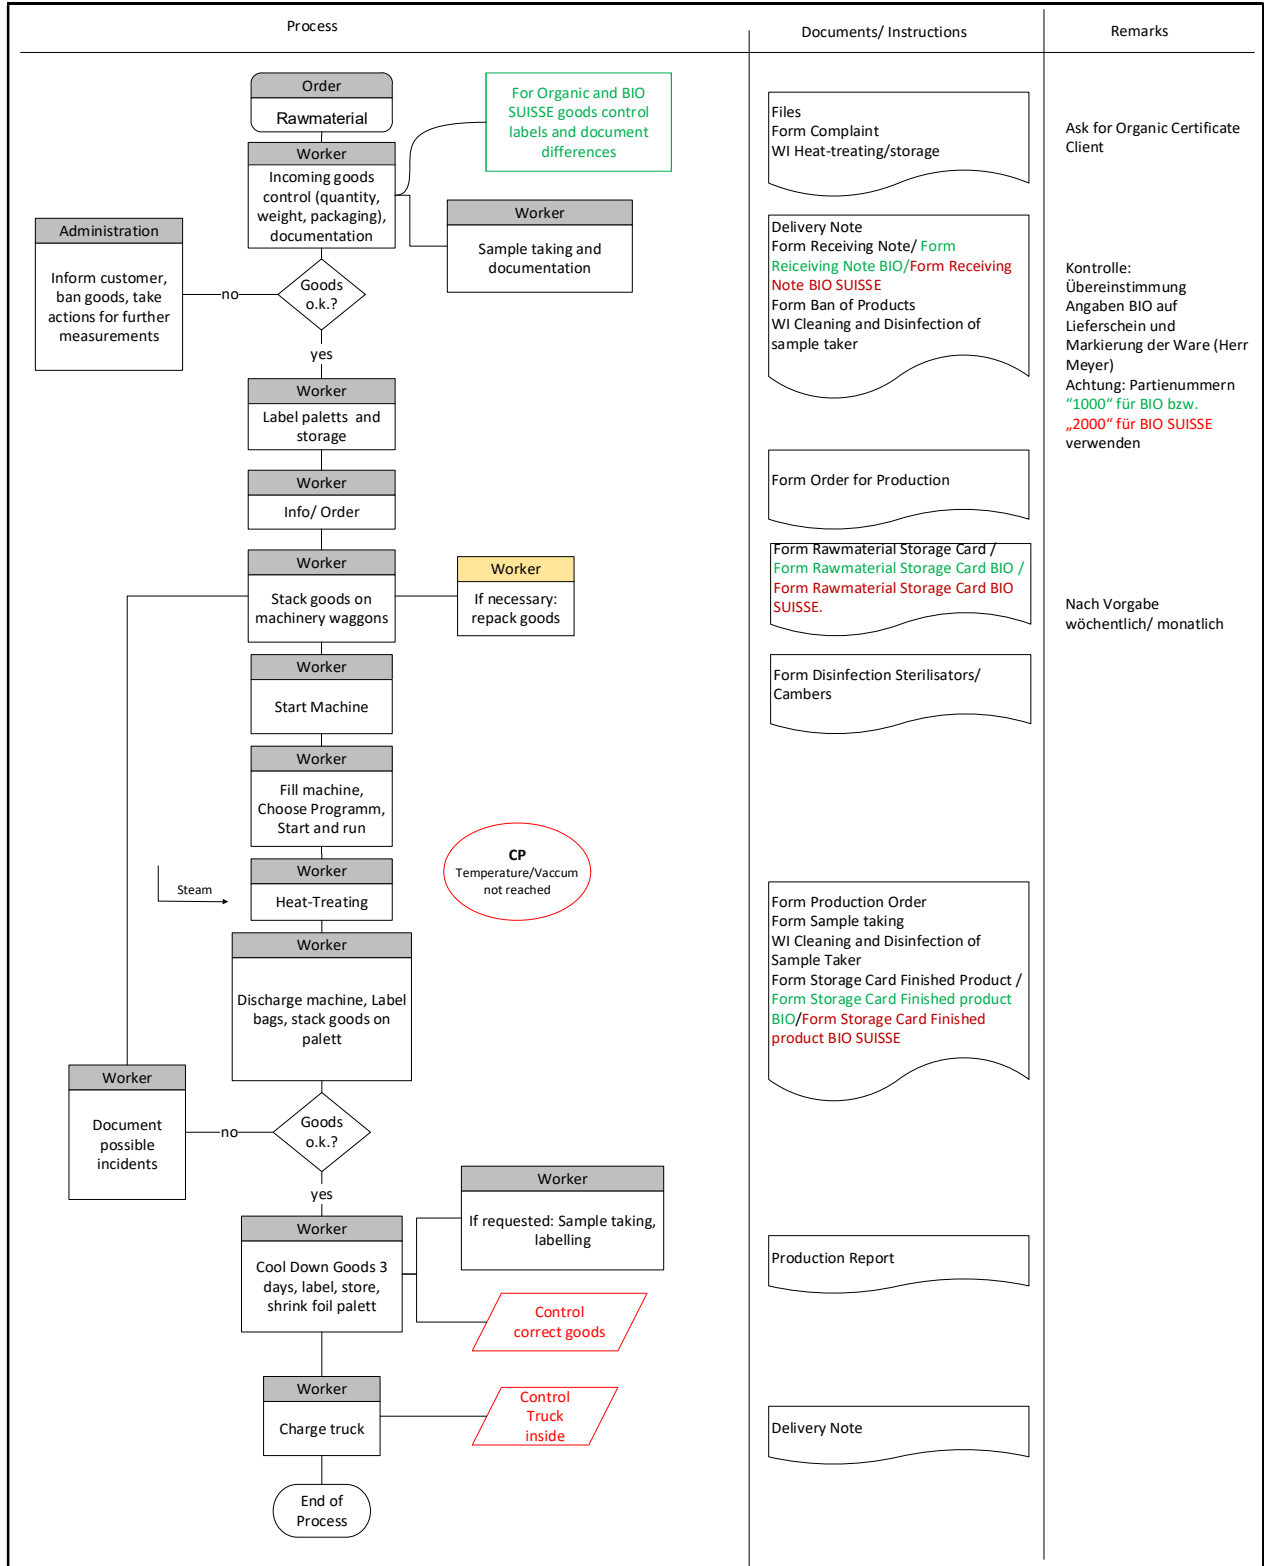 Process
Documents/ Instructions
Remarks
Order
Rawmaterial
For Organic and BIO
SUISSE goods control
labels and document
differences
Files
Form Complaint
WI Heat-treating/storage
Ask for Organic Certificate
Client
Worker
Incoming goods
control (quantity,
weight, packaging),
documentation
Worker
Sample taking and
documentation
Administration
Inform customer,
ban goods, take
actions for further
measurements
no
Goods
o.k.?
yes
Delivery Note
Form Receiving Note/ Form
Reiceiving Note BIO/Form Receiving
Note BIO SUISSE
Form Ban of Products
WI Cleaning and Disinfection of
sample taker
Kontrolle:
Übereinstimmung
Angaben BIO auf
Lieferschein und
Markierung der Ware (Herr
Meyer)
Achtung: Partienummern
“1000“ für BIO bzw.
„2000“ für BIO SUISSE
verwenden
Worker
Label paletts  and
storage
Worker
Info/ Order
Form Order for Production
Worker
Stack goods on
machinery waggons
Worker
If necessary:
repack goods
Form Rawmaterial Storage Card /
Form Rawmaterial Storage Card BIO /
Form Rawmaterial Storage Card BIO
SUISSE.
Nach Vorgabe
wöchentlich/ monatlich
Worker
Start Machine
Form Disinfection Sterilisators/
Cambers
Worker
Fill machine,
Choose Programm,
Start and run
CP
Temperature/Vaccum
not reached
Steam
Worker
Heat-Treating
Worker
Discharge machine, Label
bags, stack goods on
palett
Form Production Order
Form Sample taking
WI Cleaning and Disinfection of
Sample Taker
Form Storage Card Finished Product /
Form Storage Card Finished product
BIO/Form Storage Card Finished
product BIO SUISSE
Worker
Document
possible
incidents
no
Goods
o.k.?
yes
Worker
If requested: Sample taking,
labelling
Worker
Cool Down Goods 3
days, label, store,
shrink foil palett
Control
correct goods
Production Report
Worker
Charge truck
Control
Truck
inside
Delivery Note
End of
Process